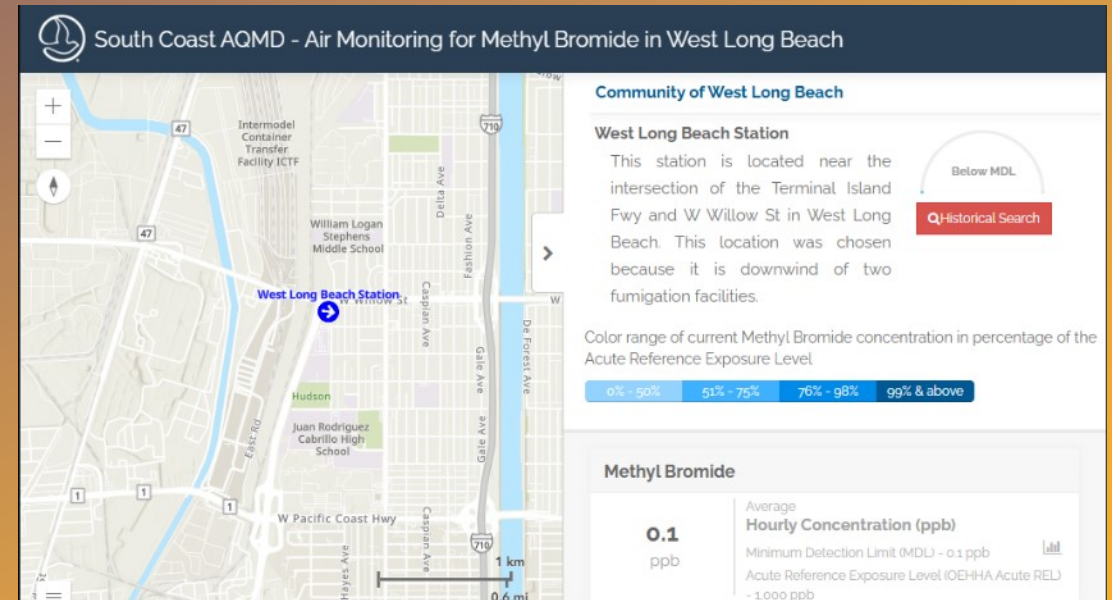 South Coast AQMD - Air Monitoring for Methyl Bromide in West Long Beach
47
Intermodel
Container
Transfer
Facility ICTF
710
Delta Ave
William Logan
Stephens
Middle School
Fashion Ave
47
West Long Beach Station
W Willow St
W
Caspian Ave
De Forest Ave
Gale Ave
Hudson
Juan Rodriguez
Cabrillo High
School
East Rd
Gale Ave
1
1
1
W Pacific Coast Hwy
Caspian Ave
710
Hayes Ave
1 km
0.6 mi
Community of West Long Beach
West Long Beach Station
This station is located near the
intersection of the Terminal Island
Fwy and W Willow St in West Long
Beach. This location was chosen
because it is downwind of two
fumigation facilities.
Below MDL
Historical Search
Color range of current Methyl Bromide concentration in percentage of the
Acute Reference Exposure Level
0% - 50% 51% - 75% 76% - 98% 99% & above
Methyl Bromide
0.1
ppb
Average
Hourly Concentration (ppb)
Minimum Detection Limit (MDL) - 0.1 ppb
Acute Reference Exposure Level (OEHHA Acute REL)
- 1,000 ppb